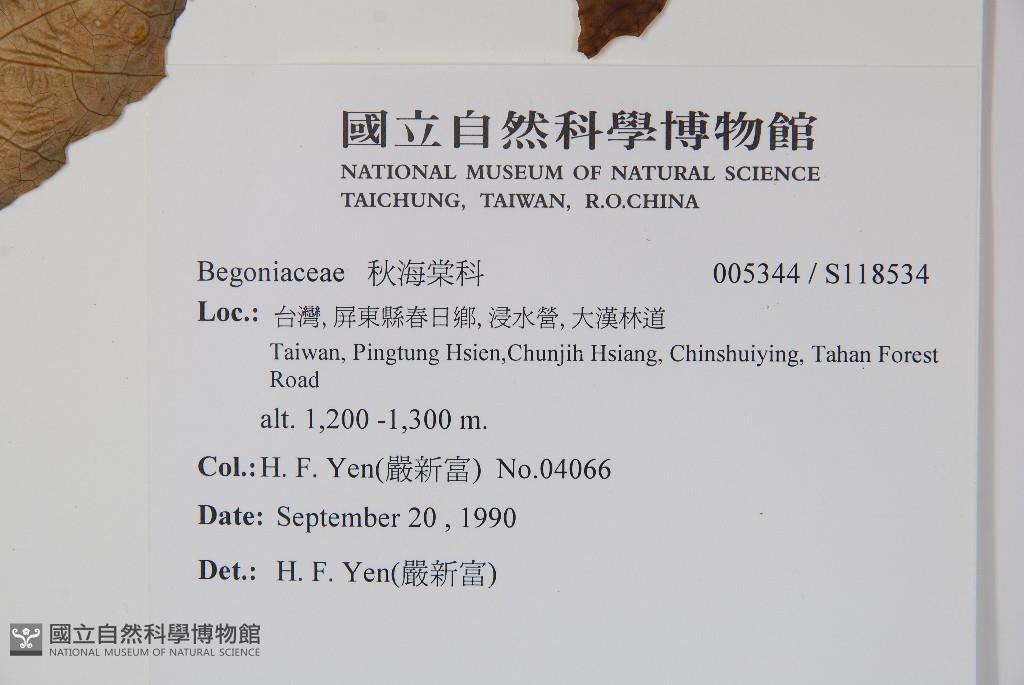 國立自然科學博物館
NATIONAL MUSEUM OF NATURAL SCIENCE
TAICHUNG, TAIWAN, R.O.CHINA
Begoniaceae 秋海棠科 005344 / S118534
Loc.: 台灣, 屏東縣春日鄉, 浸水營, 大漢林道
Taiwan, Pingtung Hsien,Chunjih Hsiang, Chinshuiying, Tahan Forest
Road
alt. 1,200 -1,300 m.
Col.: H. F. Yen(嚴新富) No.04066
Date: September 20 , 1990
Det.: H. F. Yen(嚴新富)
國立自然科學博物館
NATIONAL MUSEUM OF NATURAL SCIENCE